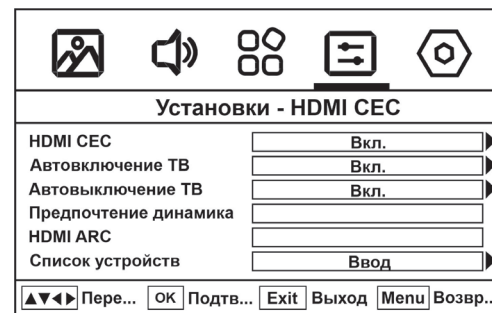 Установки - HDMI CEC
HDMI CEC Вкл.
Автовключение ТВ Вкл.
Автовыключение ТВ Вкл.
Предпочтение динамика
HDMI ARC
Список устройств Ввод
▲▼◄► Пере... OK Подтв... Exit Выход Menu Возвр..